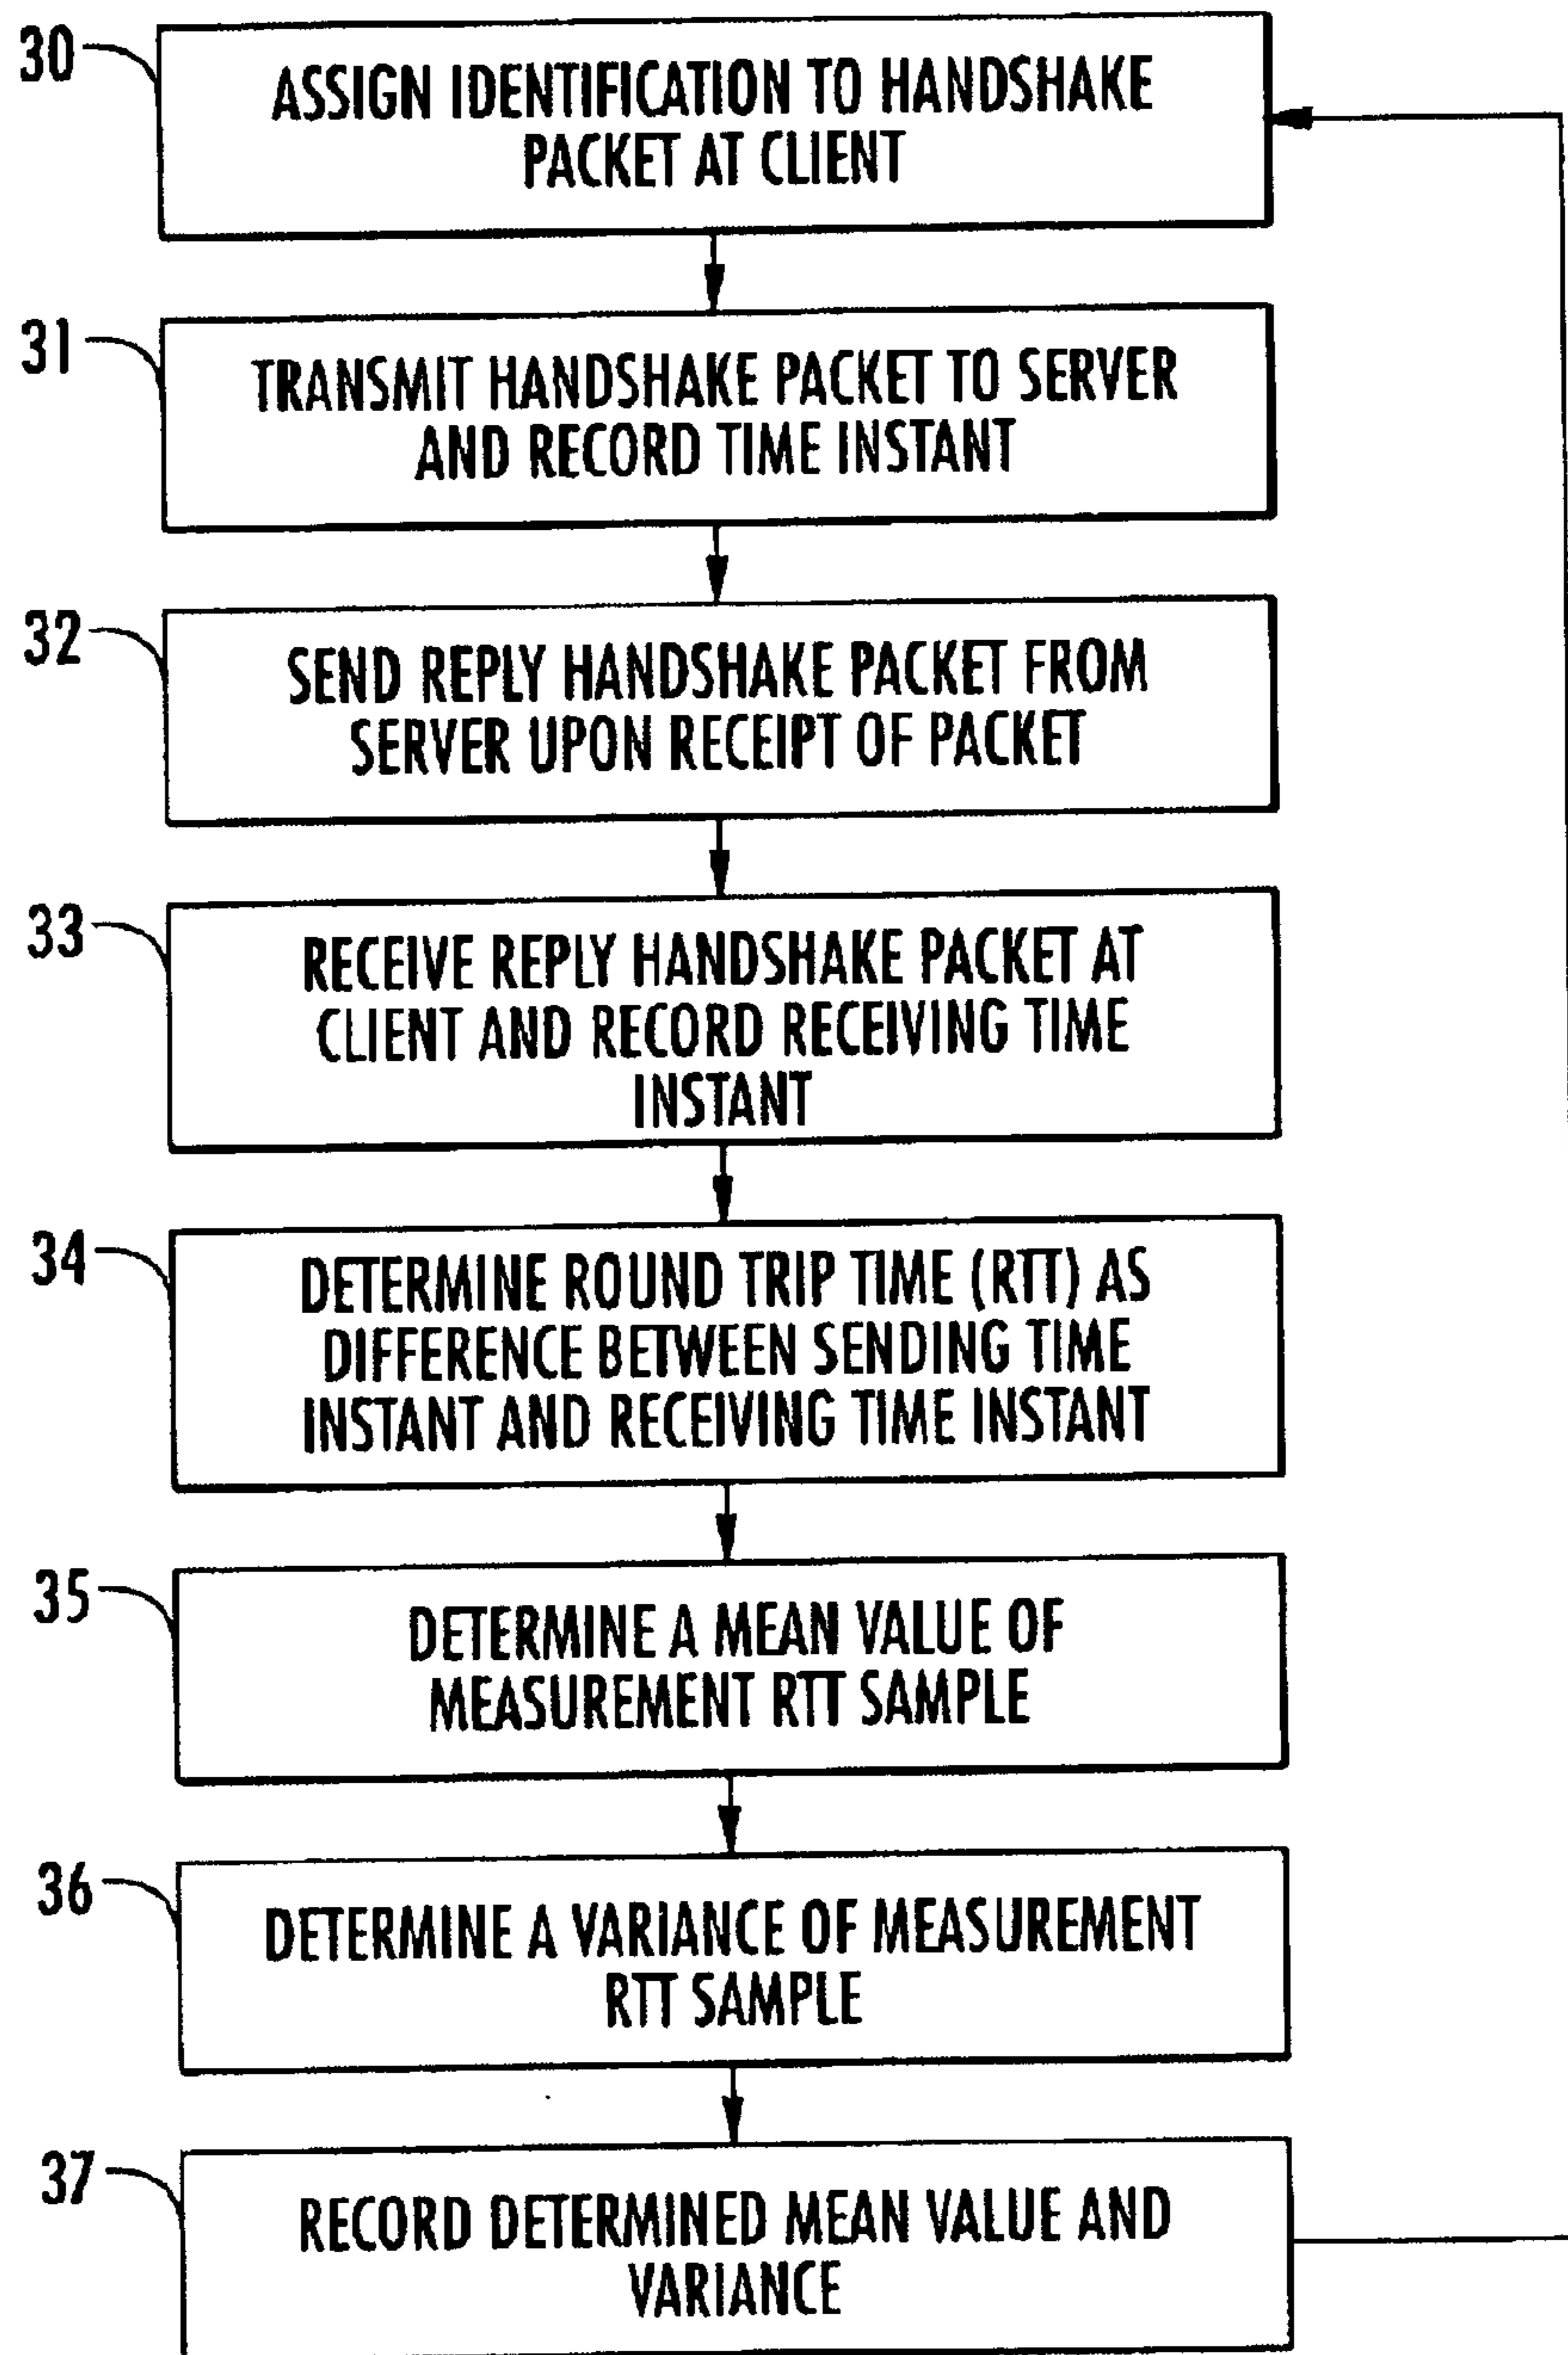 30
ASSIGN IDENTIFICATION TO HANDSHAKE
PACKET AT CLIENT
31
TRANSMIT HANDSHAKE PACKET TO SERVER
AND RECORD TIME INSTANT
32
SEND REPLY HANDSHAKE PACKET FROM
SERVER UPON RECEIPT OF PACKET
33
RECEIVE REPLY HANDSHAKE PACKET AT
CLIENT AND RECORD RECEIVING TIME
INSTANT
34
DETERMINE ROUND TRIP TIME (RTT) AS
DIFFERENCE BETWEEN SENDING TIME
INSTANT AND RECEIVING TIME INSTANT
35
DETERMINE A MEAN VALUE OF
MEASUREMENT RTT SAMPLE
36
DETERMINE A VARIANCE OF MEASUREMENT
RTT SAMPLE
37
RECORD DETERMINED MEAN VALUE AND
VARIANCE